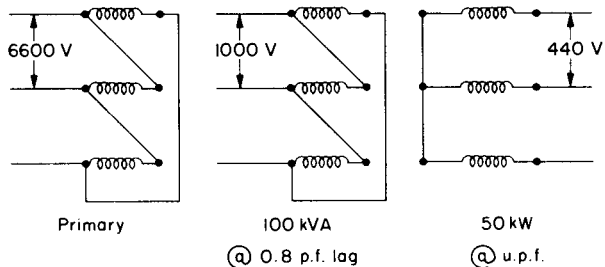 6600 V
1000 V
440 V
Primary
100 kVA
50 kW
@ 0.8 p.f. lag
@ u.p.f.